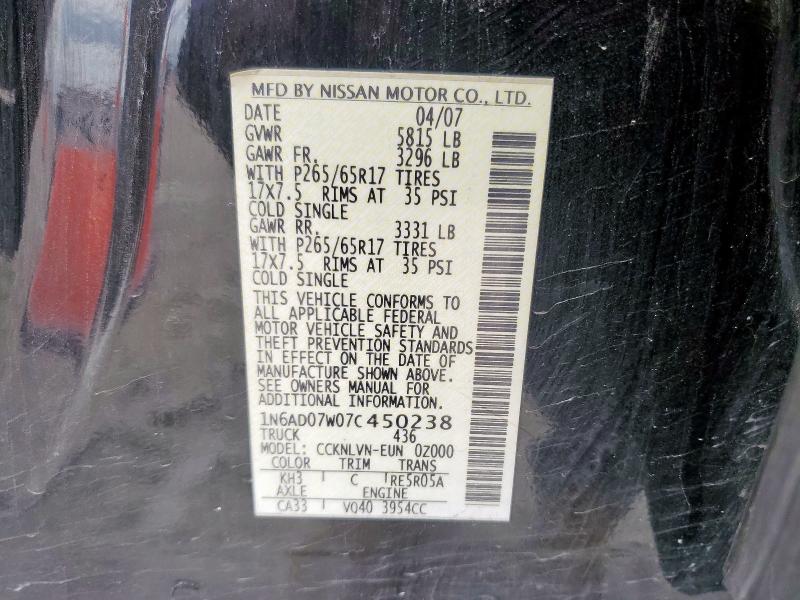 MFD BY NISSAN MOTOR CO., LTD.
DATE 04/07
GVWR 5815 LB
GAWR FR. 3296 LB
WITH P265/65R17 TIRES
17X7.5 RIMS AT 35 PSI
COLD SINGLE
GAWR RR. 3331 LB
WITH P265/65R17 TIRES
17X7.5 RIMS AT 35 PSI
COLD SINGLE
THIS VEHICLE CONFORMS TO
ALL APPLICABLE FEDERAL
MOTOR VEHICLE SAFETY AND
THEFT PREVENTION STANDARDS
IN EFFECT ON THE DATE OF
MANUFACTURE SHOWN ABOVE.
SEE OWNERS MANUAL FOR
ADDITIONAL INFORMATION.
1N6AD07W07C450238
TRUCK 436
MODEL: CCKNLVN-EUN 0Z000
COLOR TRIM TRANS
KH3 C RE5R05A
AXLE ENGINE
CA33 VQ40 3954CC